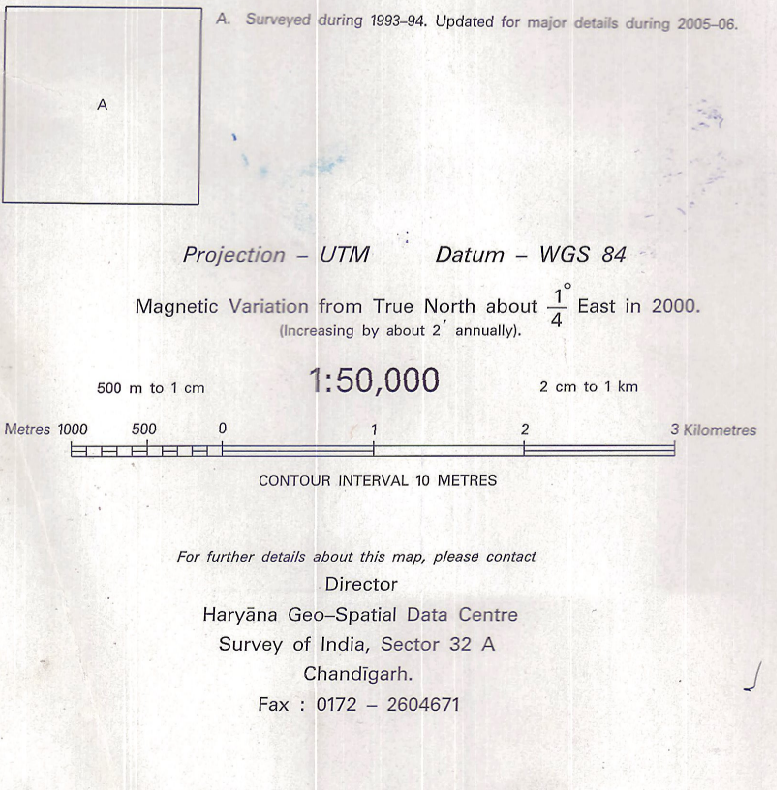 A. Surveyed during 1993–94. Updated for major details during 2005–06.
A
Projection – UTM Datum – WGS 84
Magnetic Variation from True North about 1°/4 East in 2000.
(Increasing by about 2′ annually).
500 m to 1 cm 1:50,000 2 cm to 1 km
Metres 1000 500 0 1 2 3 Kilometres
CONTOUR INTERVAL 10 METRES
For further details about this map, please contact
Director
Haryāna Geo–Spatial Data Centre
Survey of India, Sector 32 A
Chandīgarh.
Fax : 0172 – 2604671